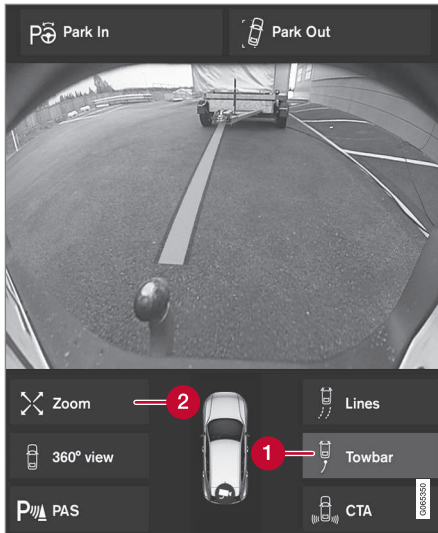 Park In
Park Out
Zoom
2
Lines
360° view
1
Towbar
PAS
CTA
G065350